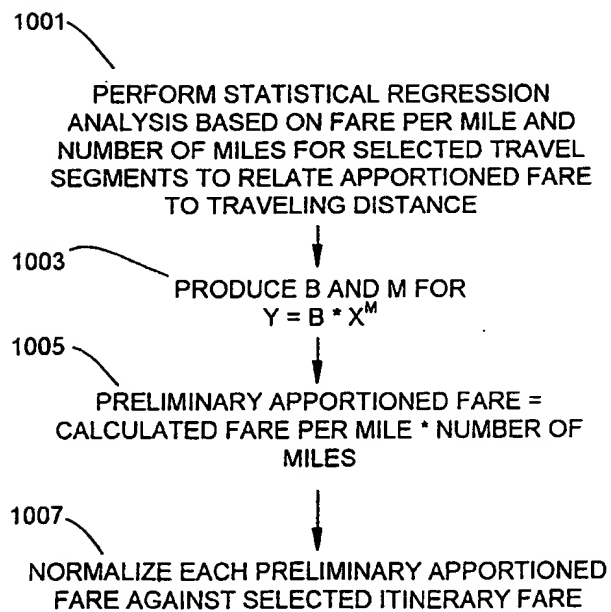 1001
PERFORM STATISTICAL REGRESSION
ANALYSIS BASED ON FARE PER MILE AND
NUMBER OF MILES FOR SELECTED TRAVEL
SEGMENTS TO RELATE APPORTIONED FARE
TO TRAVELING DISTANCE
1003
PRODUCE B AND M FOR
Y = B * X^M
1005
PRELIMINARY APPORTIONED FARE =
CALCULATED FARE PER MILE * NUMBER OF
MILES
1007
NORMALIZE EACH PRELIMINARY APPORTIONED
FARE AGAINST SELECTED ITINERARY FARE